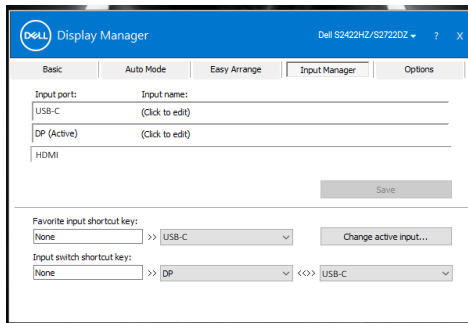 DELL Display Manager Dell S2422HZ/S2722DZ ? X
Basic Auto Mode Easy Arrange Input Manager Options
Input port: Input name:
USB-C (Click to edit)
DP (Active) (Click to edit)
HDMI
Save
Favorite input shortcut key:
None >> USB-C Change active input...
Input switch shortcut key:
None >> DP <<>> USB-C